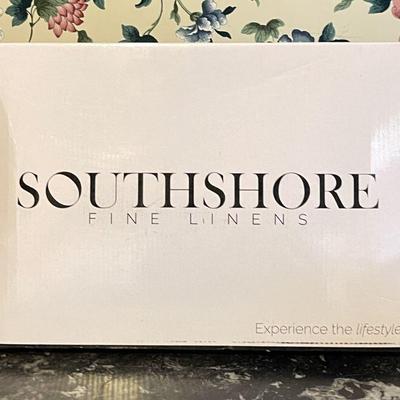 SOUTHSHORE
FINE LINENS
Experience the lifestyle